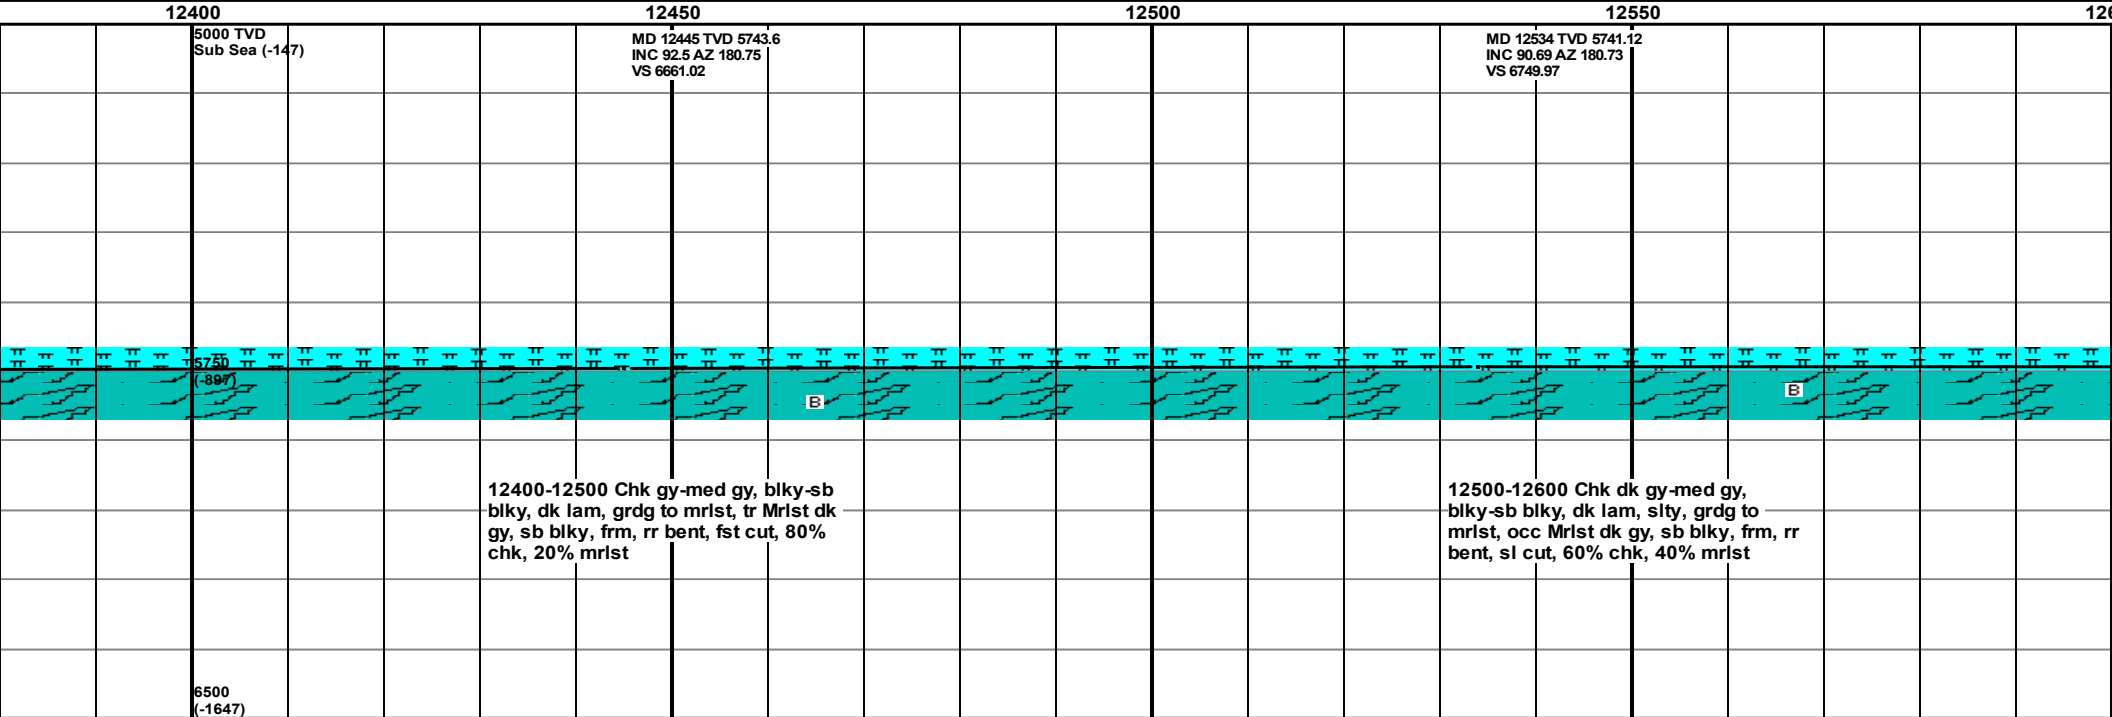 12400 12450 12500 12550 126
5000 TVD
Sub Sea (-147)
MD 12445 TVD 5743.6
INC 92.5 AZ 180.75
VS 6661.02
MD 12534 TVD 5741.12
INC 90.69 AZ 180.73
VS 6749.97
5750
(-897)
B
B
12400-12500 Chk gy-med gy, blky-sb
blky, dk lam, grdg to mrlst, tr Mrlst dk
gy, sb blky, frm, rr bent, fst cut, 80%
chk, 20% mrlst
12500-12600 Chk dk gy-med gy,
blky-sb blky, dk lam, slty, grdg to
mrlst, occ Mrlst dk gy, sb blky, frm, rr
bent, sl cut, 60% chk, 40% mrlst
6500
(-1647)